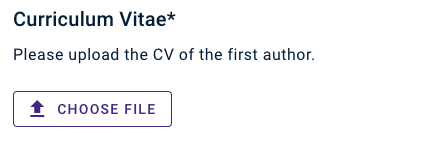 Curriculum Vitae*
Please upload the CV of the first author.
CHOOSE FILE